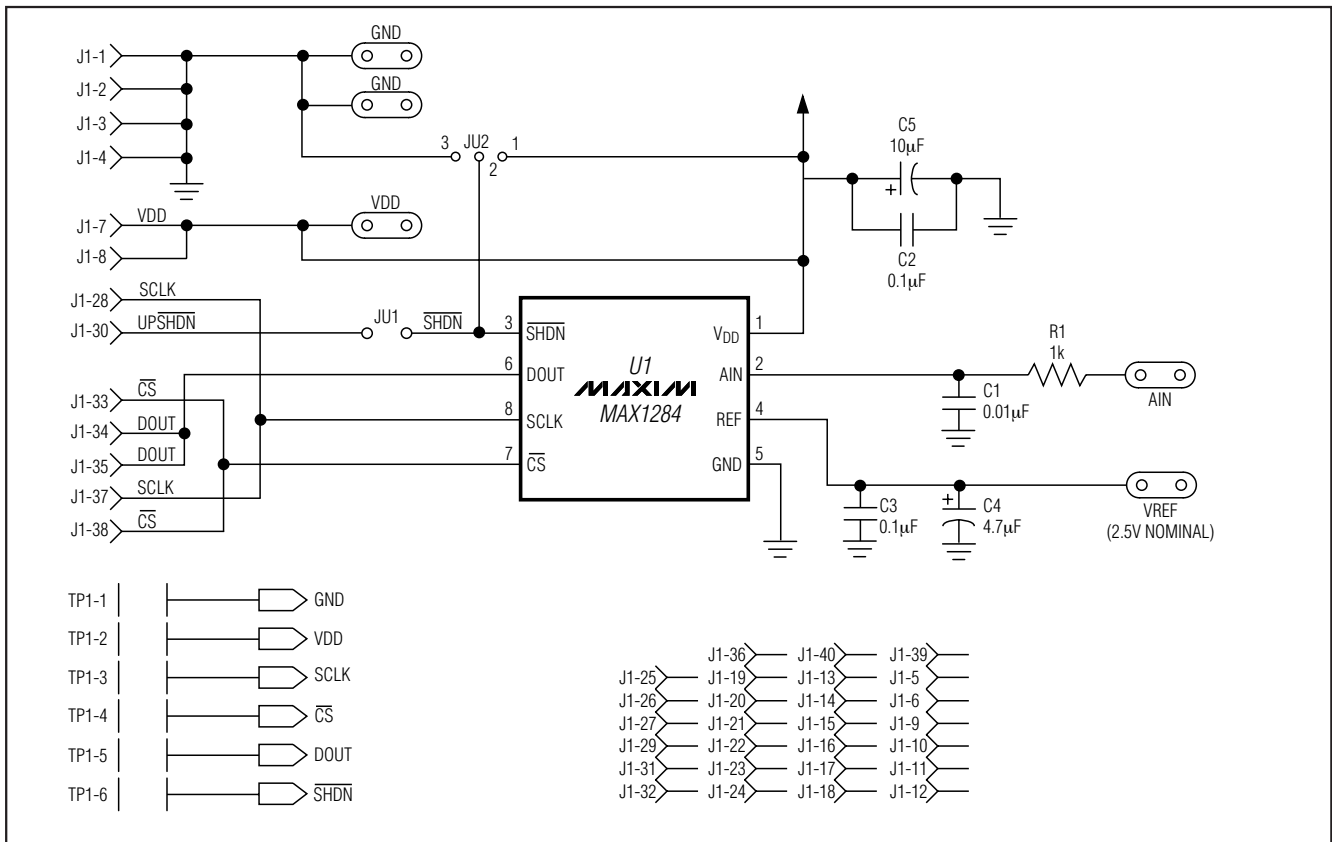 GND
J1-1
J1-2
GND
J1-3
J1-4
3 JU2 1
2
C5
10µF
+
C2
0.1µF
J1-7 VDD
VDD
J1-8
J1-28 SCLK
J1-30 UPSHDN
JU1 SHDN
3 SHDN
6 DOUT
8 SCLK
7 CS
U1
MAXIM
MAX1284
VDD 1
AIN 2
REF 4
GND 5
R1
1k
AIN
C1
0.01µF
C3
0.1µF
+
C4
4.7µF
VREF
(2.5V NOMINAL)
J1-33 CS
J1-34 DOUT
J1-35 DOUT
J1-37 SCLK
J1-38 CS
TP1-1 GND
TP1-2 VDD
TP1-3 SCLK
TP1-4 CS
TP1-5 DOUT
TP1-6 SHDN
J1-36 J1-40 J1-39
J1-25 J1-19 J1-13 J1-5
J1-26 J1-20 J1-14 J1-6
J1-27 J1-21 J1-15 J1-9
J1-29 J1-22 J1-16 J1-10
J1-31 J1-23 J1-17 J1-11
J1-32 J1-24 J1-18 J1-12